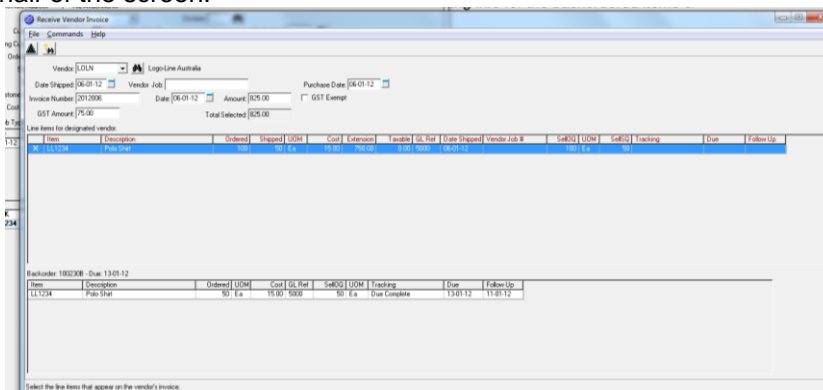 half of the screen.
Receive Vendor Invoice
File Commands Help
Vendor: LOLN Logo-Line Australia
Date Shipped: 06-01-12 Vendor Job: Purchase Date: 06-01-12
Invoice Number: 2012006 Date: 06-01-12 Amount: 825.00 GST Exempt
GST Amount: 75.00 Total Selected: 825.00
Line items for designated vendor.
Item Description Ordered Shipped UOM Cost Extension Taxable GL Ref Date Shipped Vendor Job # SellOQ UOM SellSQ Tracking Due Follow Up
X LL1234 Polo Shirt 100 50 Ea 15.00 750.00 0.00 5000 06-01-12 100 Ea 50
Backorder: 100230B - Due: 13-01-12
Item Description Ordered UOM Cost GL Ref SellOQ UOM Tracking Due Follow Up
LL1234 Polo Shirt 50 Ea 15.00 5000 50 Ea Due Complete 13-01-12 11-01-12
Select the line items that appear on the vendor's invoice.